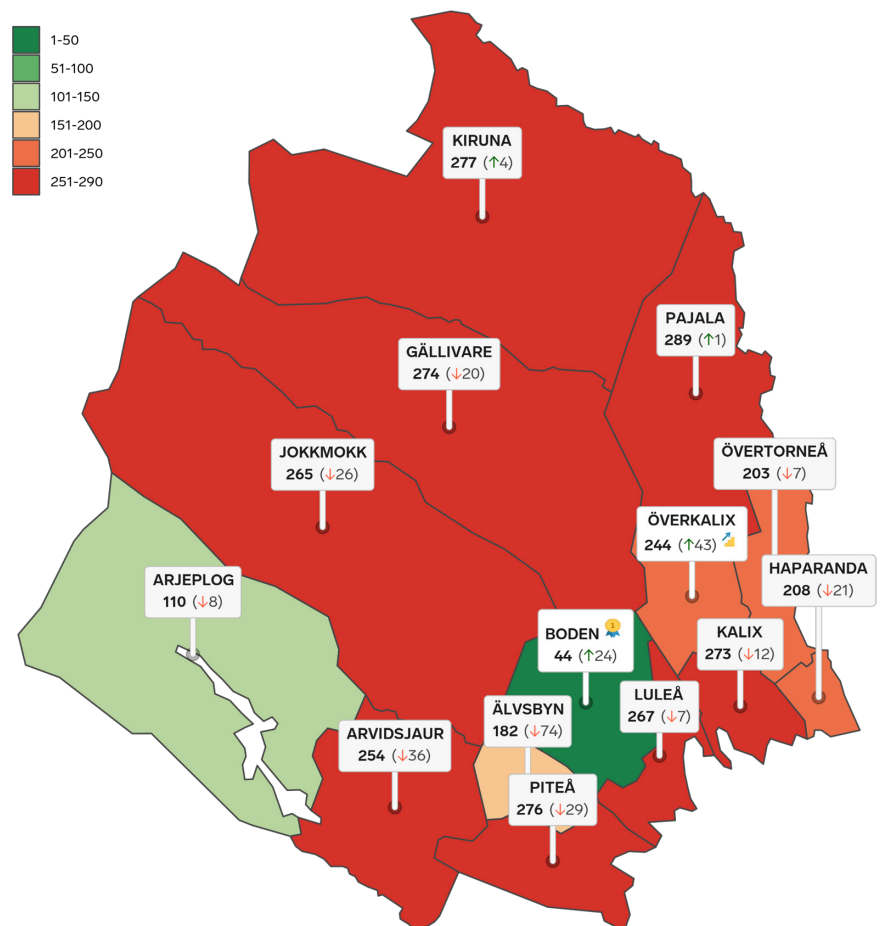 1-50
51-100
101-150
151-200
201-250
251-290
KIRUNA
277 (↑4)
PAJALA
289 (↑1)
GÄLLIVARE
274 (↓20)
JOKKMOKK
265 (↓26)
ÖVERTORNEÅ
203 (↓7)
ÖVERKALIX
244 (↑43)
HAPARANDA
208 (↓21)
ARJEPLOG
110 (↓8)
BODEN
1
44 (↑24)
KALIX
273 (↓12)
LULEÅ
267 (↓7)
ÄLVSBYN
182 (↓74)
ARVIDSJAUR
254 (↓36)
PITEÅ
276 (↓29)